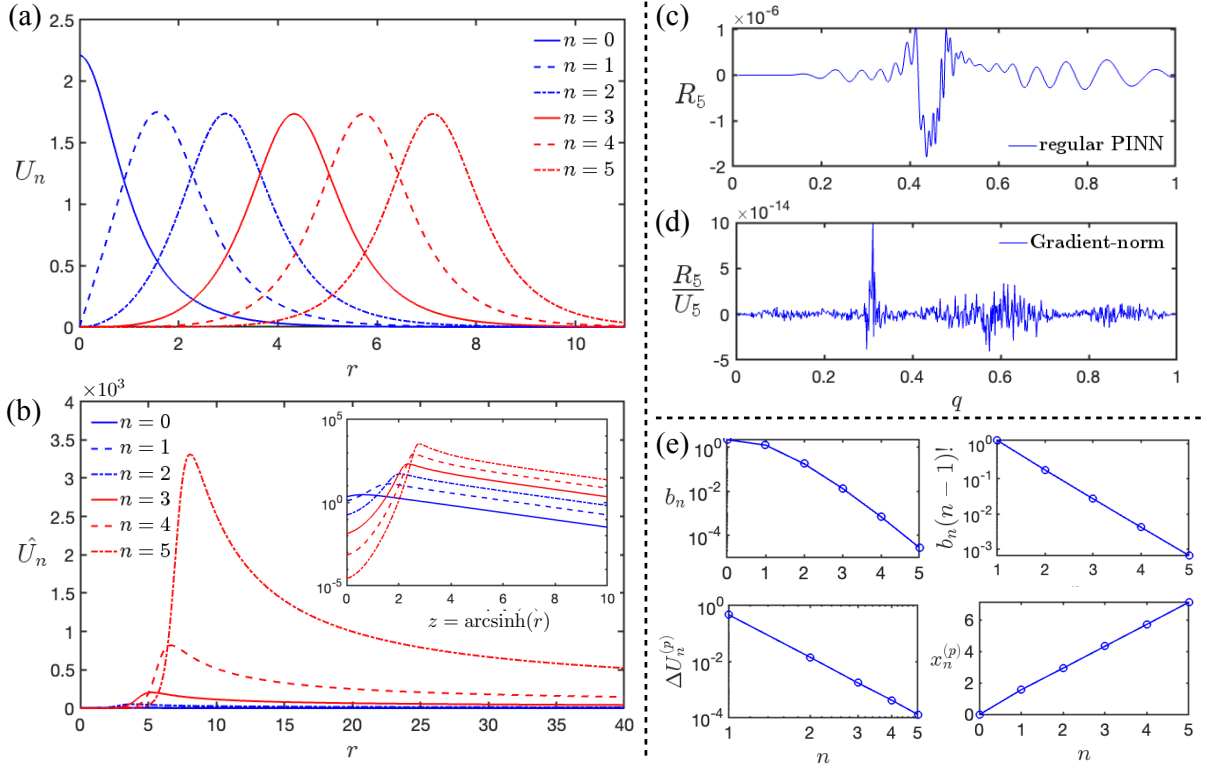 (a)
2.5
2
1.5
1
0.5
0
U_n
n = 0
n = 1
n = 2
n = 3
n = 4
n = 5
0 2 4 6 8 10
r
(b)
×10^3
4
3.5
3
2.5
2
1.5
1
0.5
0
Û_n
n = 0
n = 1
n = 2
n = 3
n = 4
n = 5
10^5
10^0
10^-5
0 2 4 6 8 10
z = arcsinh(r)
0 5 10 15 20 25 30 35 40
r
(c)
×10^-6
1
0
-1
-2
R_5
regular PINN
0 0.2 0.4 0.6 0.8 1
(d)
×10^-14
10
5
0
-5
R_5
U_5
Gradient-norm
0 0.2 0.4 0.6 0.8 1
q
(e)
10^0
10^-2
10^-4
b_n
0 1 2 3 4 5
10^0
10^-1
10^-2
10^-3
b_n(n − 1)!
1 2 3 4 5
10^0
10^-2
10^-4
ΔU_n^(p)
1 2 3 4 5
n
6
4
2
0
x_n^(p)
0 1 2 3 4 5
n